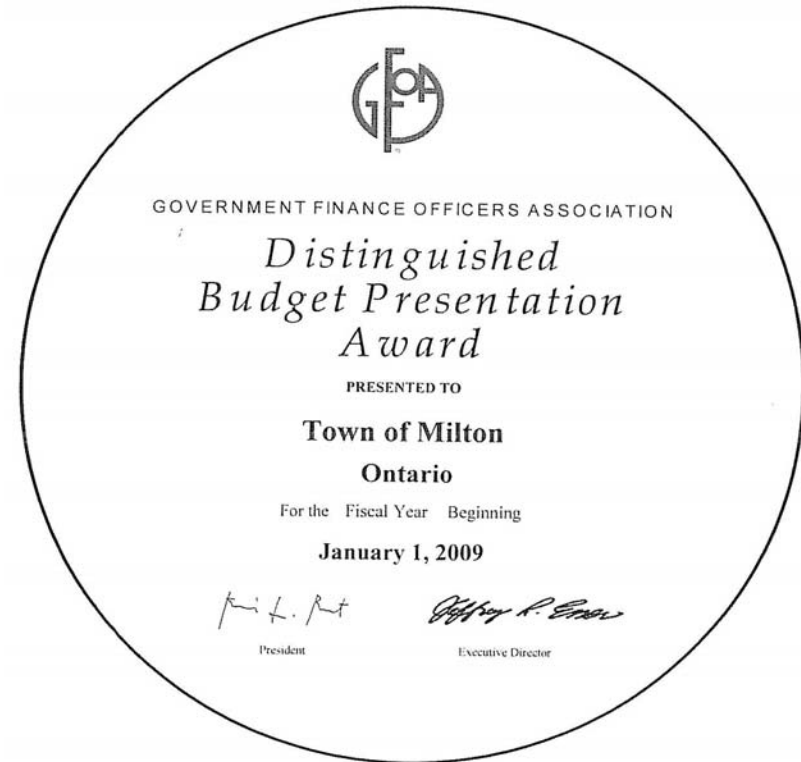 GFOA
GOVERNMENT FINANCE OFFICERS ASSOCIATION
Distinguished
Budget Presentation
Award
PRESENTED TO
Town of Milton
Ontario
For the Fiscal Year Beginning
January 1, 2009
President
Executive Director